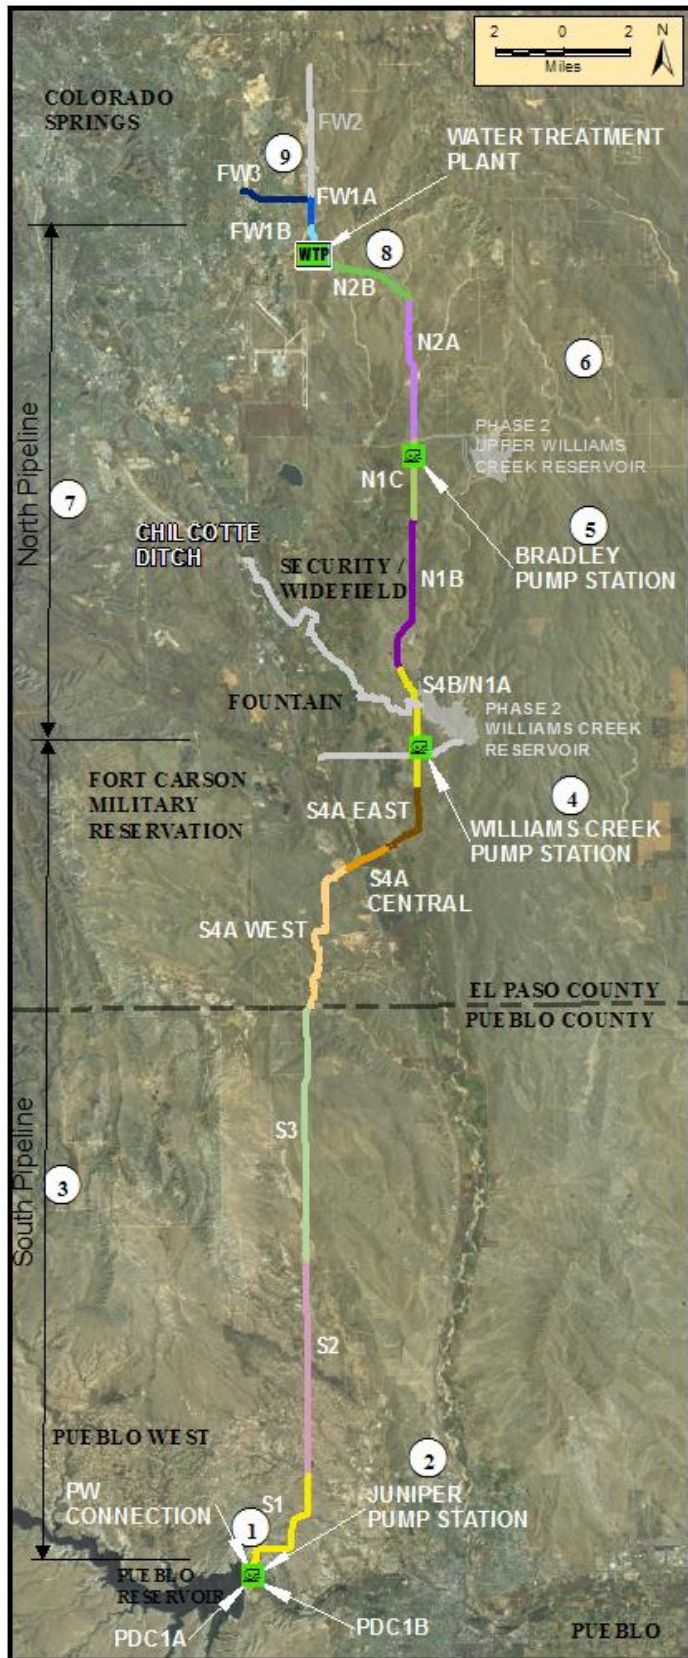 2 0 2 N
Miles
COLORADO
SPRINGS
FW2
9
WATER TREATMENT
PLANT
FW3
FW1A
FW1B
WTP
8
N2B
N2A
6
PHASE 2
UPPER WILLIAMS
CREEK RESERVOIR
North Pipeline
7
N1C
5
CHILCOTTE
DITCH
BRADLEY
PUMP STATION
SECURITY /
WIDEFIELD
N1B
S4B/N1A
FOUNTAIN
PHASE 2
WILLIAMS CREEK
RESERVOIR
FORT CARSON
MILITARY
RESERVATION
4
S4A EAST
WILLIAMS CREEK
PUMP STATION
S4A
CENTRAL
S4A WEST
EL PASO COUNTY
PUEBLO COUNTY
South Pipeline
S3
3
S2
PUEBLO WEST
2
PW
CONNECTION
S1
JUNIPER
PUMP STATION
1
PUEBLO
RESERVOIR
PDC1A
PDC1B
PUEBLO